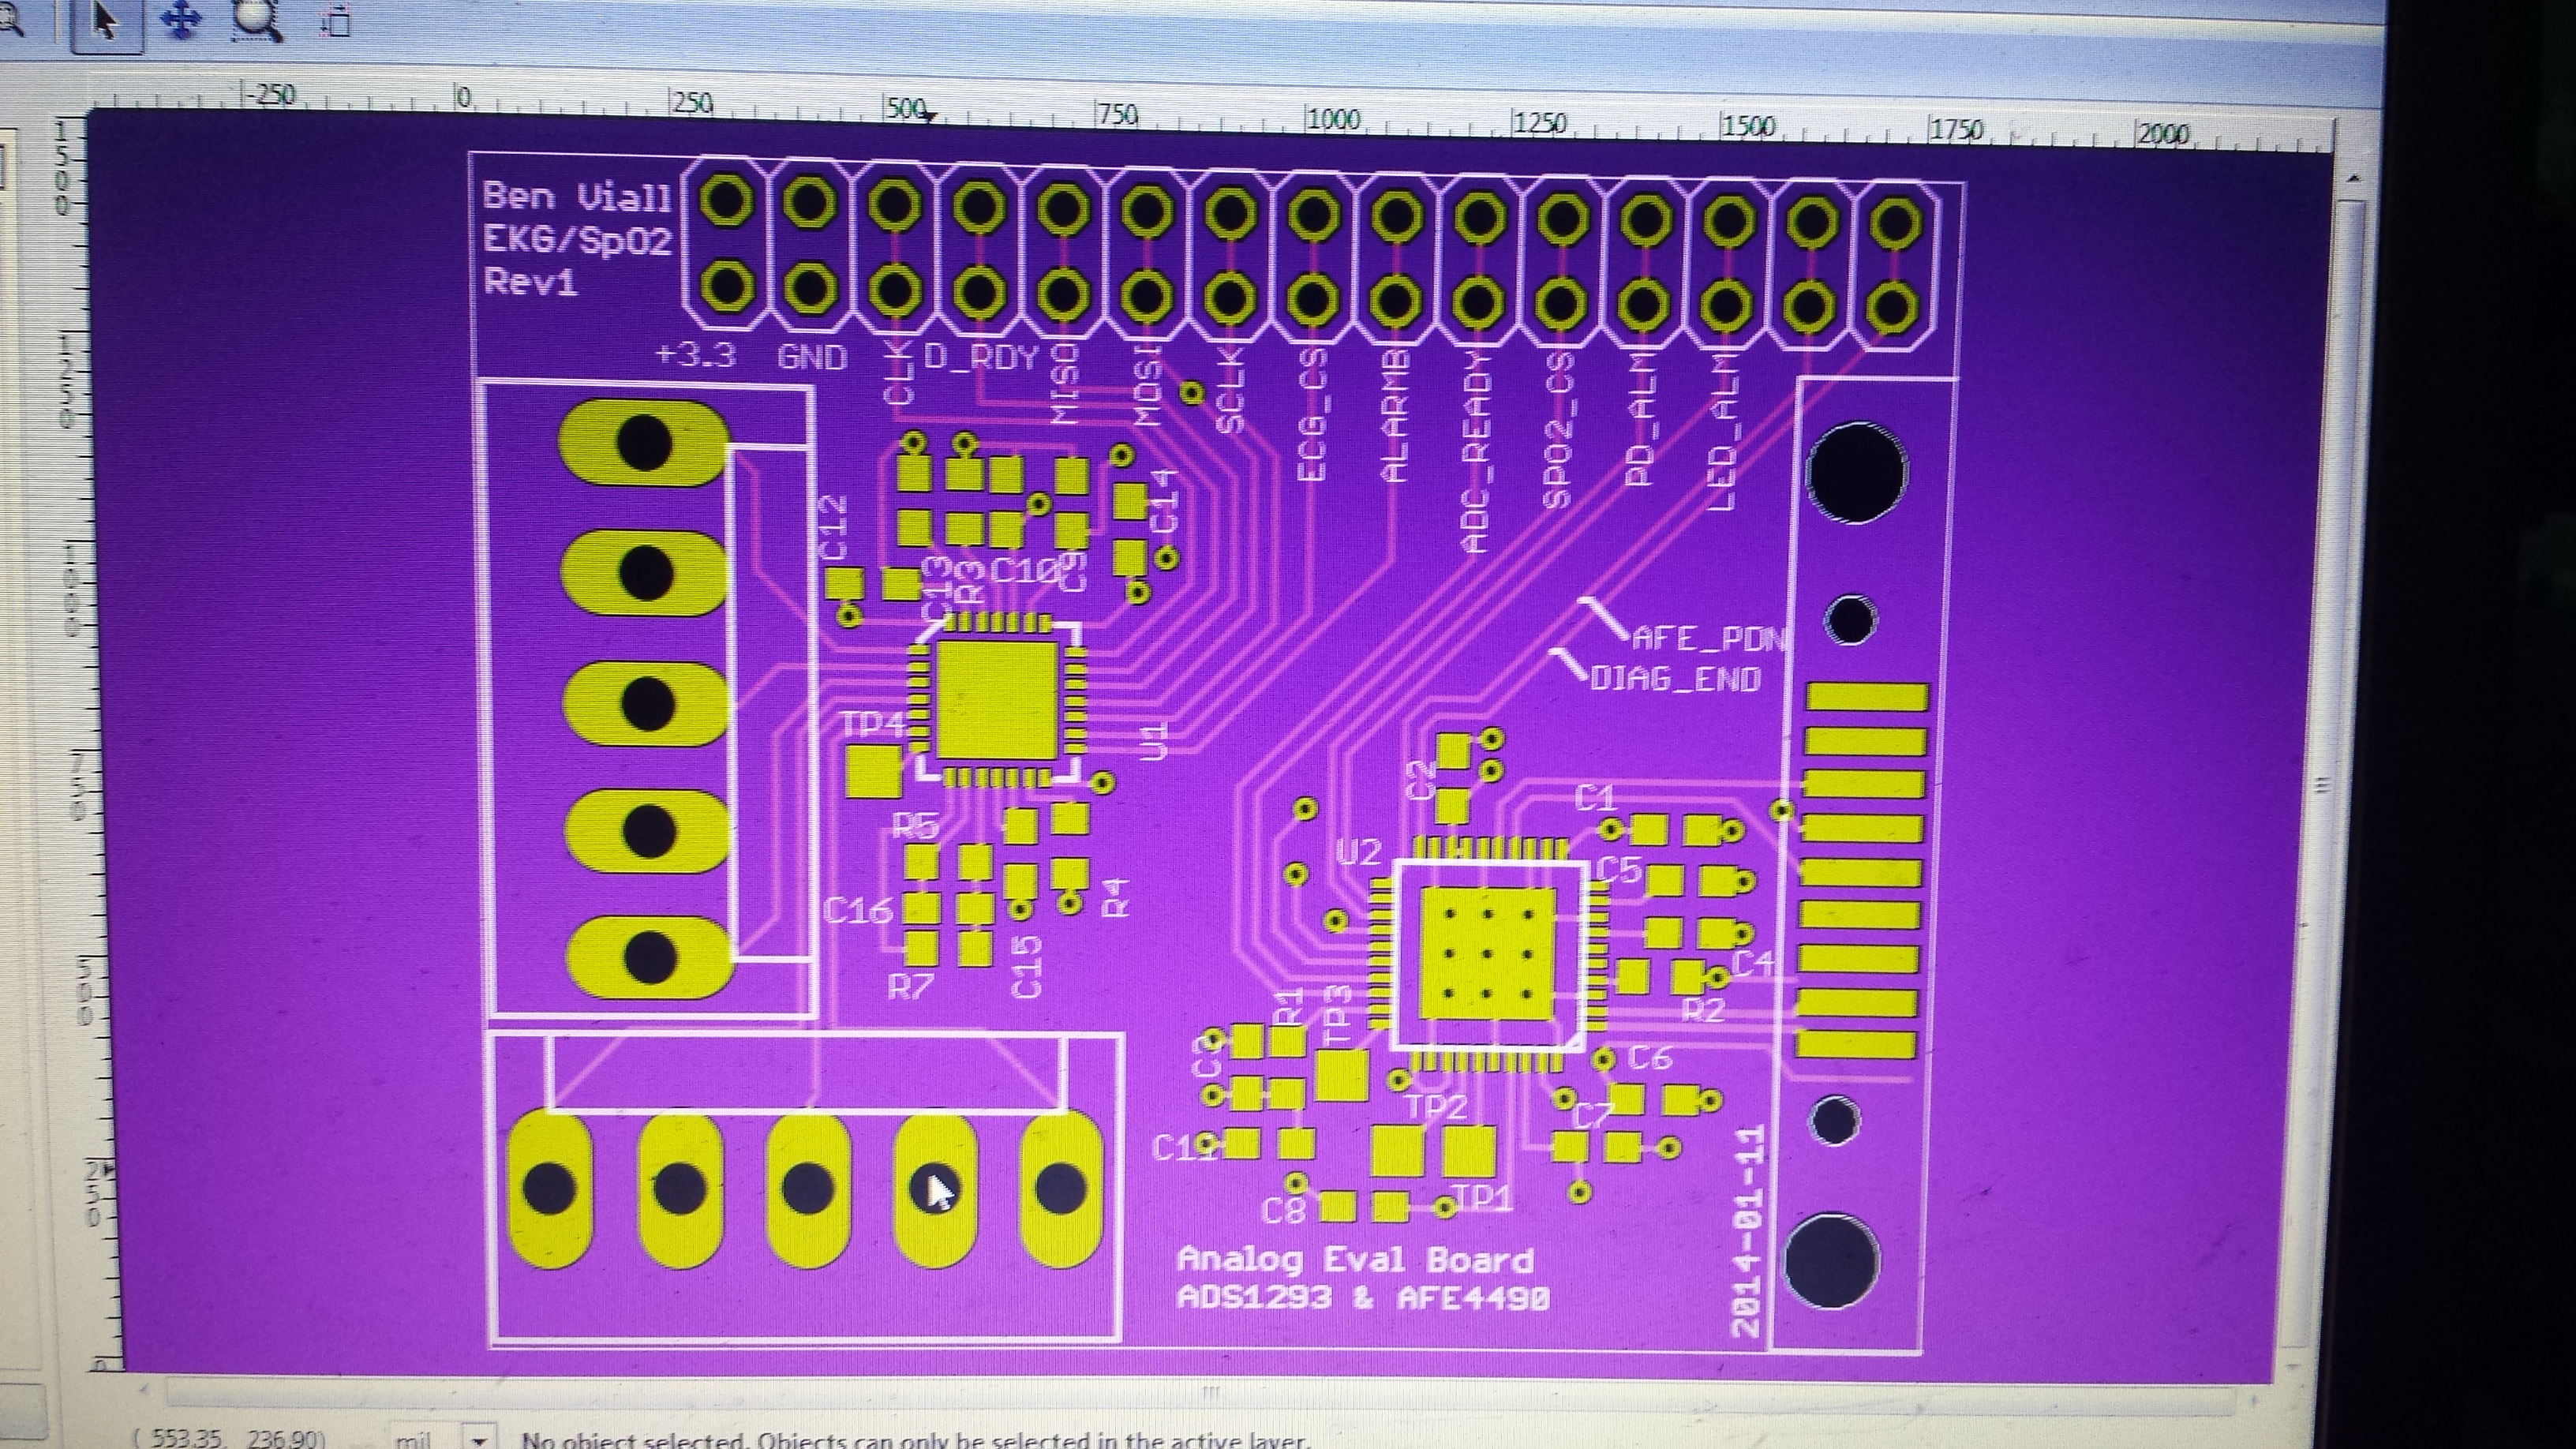 -250 0 250 500 750 1000 1250 1500 1750 2000
1500
1250
1000
750
500
250
0
Ben Viall
EKG/SpO2
Rev1
+3.3 GND CLK D_RDY MISO MOSI SCLK ECG_CS ALARMB ADC_READY SPO2_CS PD_ALM LED_ALM
C12 C13 R3 C10 C9 C14
AFE_PDN
DIAG_END
TP4 U1
C2 C1
R5 U2 C5
C16 R4
R7 C15 C4
R1 TP3 R2
C3 C6
TP2 C7
C11
C8 TP1
Analog Eval Board
ADS1293 & AFE4490
2014-01-11
( 553.35, 236.90) mil No object selected. Objects can only be selected in the active layer.